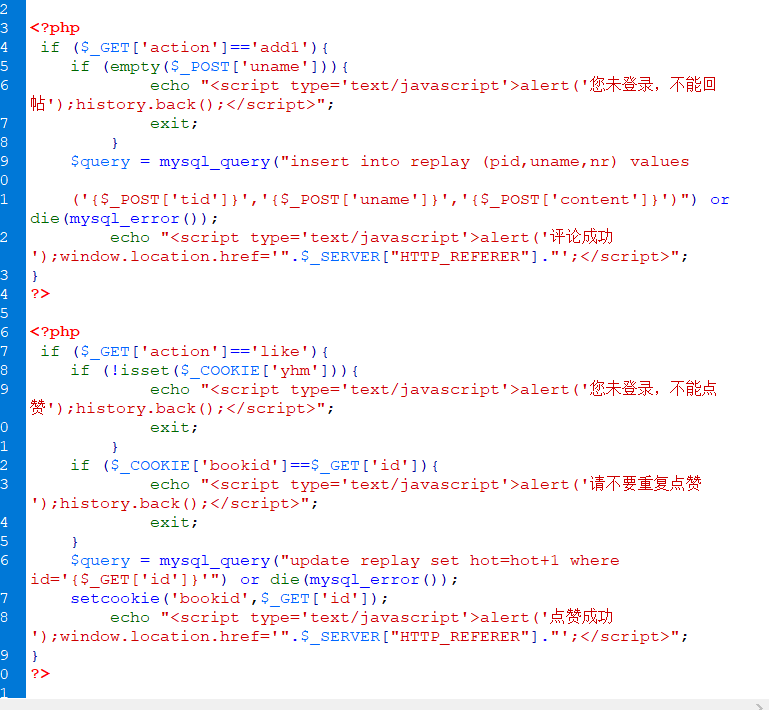 2
3 <?php
4 if ($_GET['action']=='add1'){
5 if (empty($_POST['uname'])){
6 echo "<script type='text/javascript'>alert('您未登录，不能回
帖');history.back();</script>";
7 exit;
8 }
9 $query = mysql_query("insert into replay (pid,uname,nr) values
0
1 ('{$_POST['tid']}','{$_POST['uname']}','{$_POST['content']}')") or
die(mysql_error());
2 echo "<script type='text/javascript'>alert('评论成功
');window.location.href='".$_SERVER["HTTP_REFERER"]."';</script>";
3 }
4 ?>
5
6 <?php
7 if ($_GET['action']=='like'){
8 if (!isset($_COOKIE['yhm'])){
9 echo "<script type='text/javascript'>alert('您未登录，不能点
赞');history.back();</script>";
0 exit;
1 }
2 if ($_COOKIE['bookid']==$_GET['id']){
3 echo "<script type='text/javascript'>alert('请不要重复点赞
');history.back();</script>";
4 exit;
5 }
6 $query = mysql_query("update replay set hot=hot+1 where
id='{$_GET['id']}'") or die(mysql_error());
7 setcookie('bookid',$_GET['id']);
8 echo "<script type='text/javascript'>alert('点赞成功
');window.location.href='".$_SERVER["HTTP_REFERER"]."';</script>";
9 }
0 ?>
1